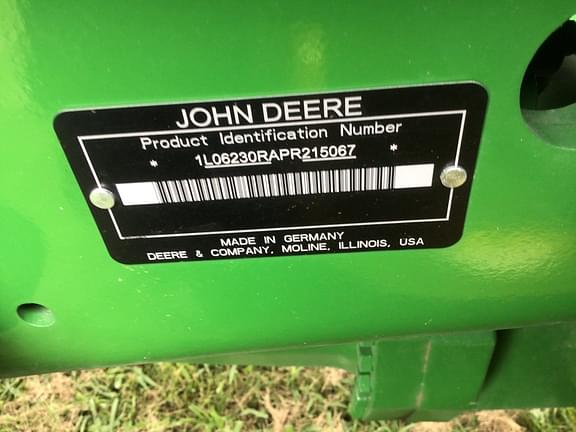 JOHN DEERE
Product Identification Number
* 1L06230RAPR215067 *
MADE IN GERMANY
DEERE & COMPANY, MOLINE, ILLINOIS, USA